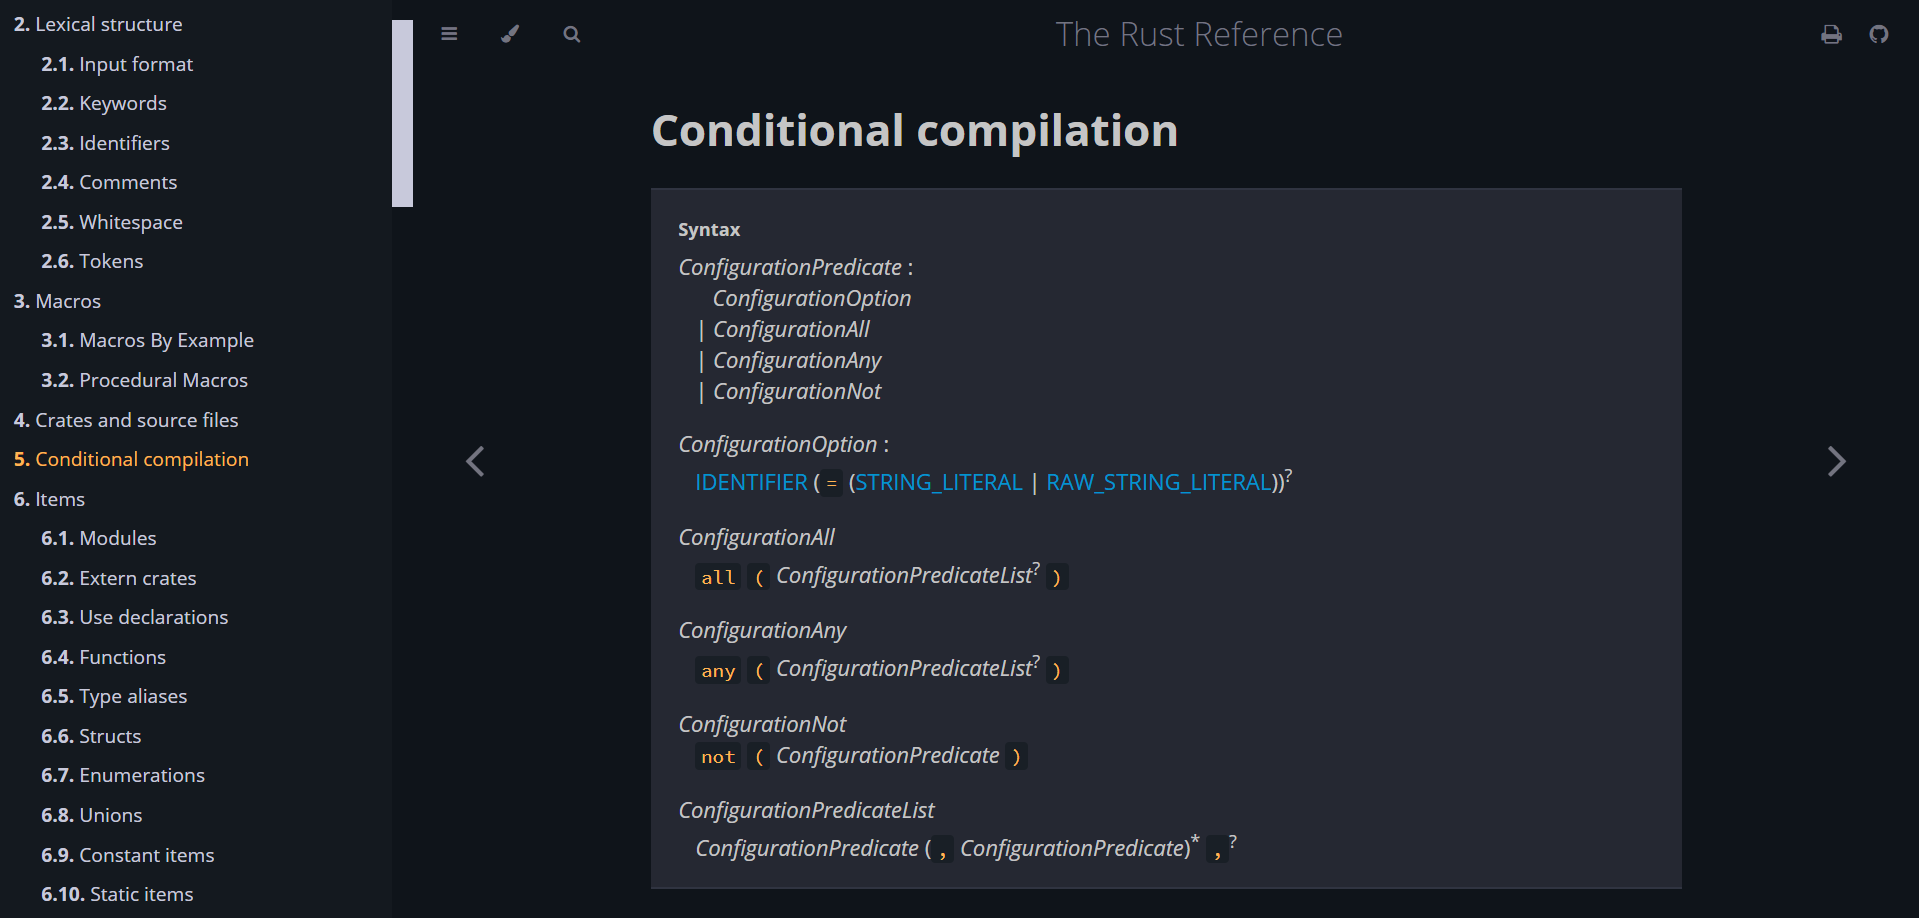 2. Lexical structure
2.1. Input format
2.2. Keywords
2.3. Identifiers
2.4. Comments
2.5. Whitespace
2.6. Tokens
3. Macros
3.1. Macros By Example
3.2. Procedural Macros
4. Crates and source files
5. Conditional compilation
6. Items
6.1. Modules
6.2. Extern crates
6.3. Use declarations
6.4. Functions
6.5. Type aliases
6.6. Structs
6.7. Enumerations
6.8. Unions
6.9. Constant items
6.10. Static items
The Rust Reference
Conditional compilation
Syntax
ConfigurationPredicate :
ConfigurationOption
| ConfigurationAll
| ConfigurationAny
| ConfigurationNot
ConfigurationOption :
IDENTIFIER ( = (STRING_LITERAL | RAW_STRING_LITERAL))?
ConfigurationAll
all ( ConfigurationPredicateList? )
ConfigurationAny
any ( ConfigurationPredicateList? )
ConfigurationNot
not ( ConfigurationPredicate )
ConfigurationPredicateList
ConfigurationPredicate ( , ConfigurationPredicate)* , ?